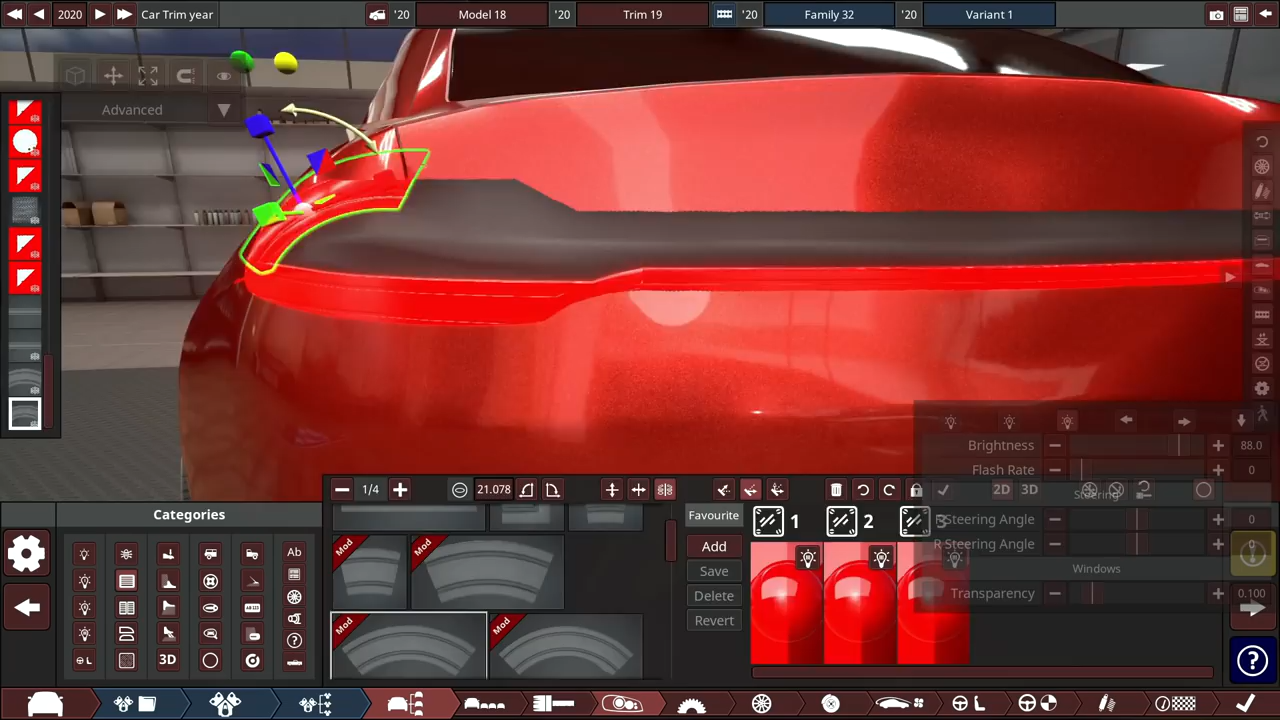 2020 Car Trim year '20 Model 18 '20 Trim 19 '20 Family 32 '20 Variant 1
Advanced
Brightness 88.0
Flash Rate 0
1/4 21.078 2D 3D
Steering
Favourite 1 2 3
R Steering Angle 0
Categories
Add
R Steering Angle 0
Ab
Mod Mod
Save
Windows
Delete
Transparency 0.100
Revert
Mod Mod
L 3D
?